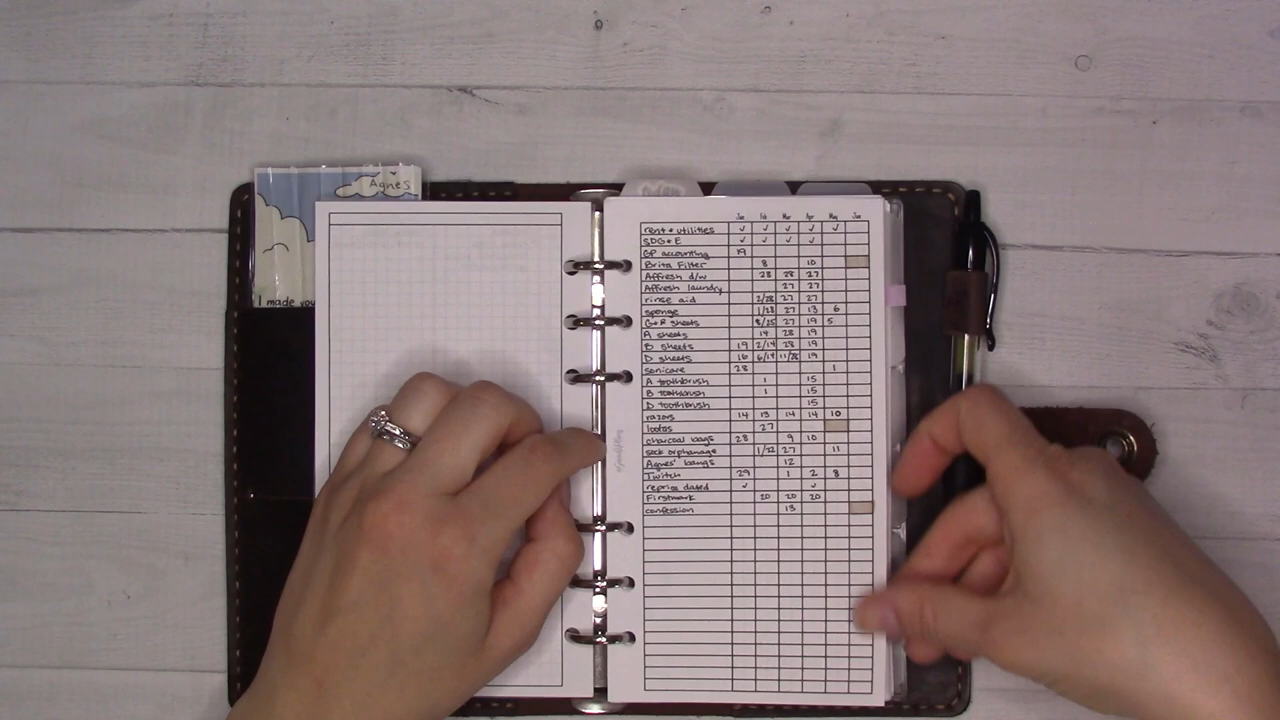 Agnes
I made you
Jan Feb Mar Apr May Jun
rent + utilities ✓ ✓ ✓ ✓ ✓
SDG+E ✓ ✓ ✓ ✓
GP accounting 19
Brita Filter 8 10
Affresh d/w 28 28 27
Affresh laundry 27 27
rinse aid 2/28 27 27
sponge 1/28 27 13 6
G+R sheets 8/25 27 19 5
A sheets 14 28 19
B sheets 19 2/14 28 19
D sheets 16 6/14 11/28 19
sonicare 28 1
A toothbrush 1 15
B toothbrush 1 15
D toothbrush 15
razors 14 13 14 14 10
loofas 27
charcoal bags 28 9 10
sock orphanage 1/22 27 11
Agnes' bangs 12
Twitch 29 1 2 8
reprise dated ✓ ✓
Firstmark 20 20 20
confession 13